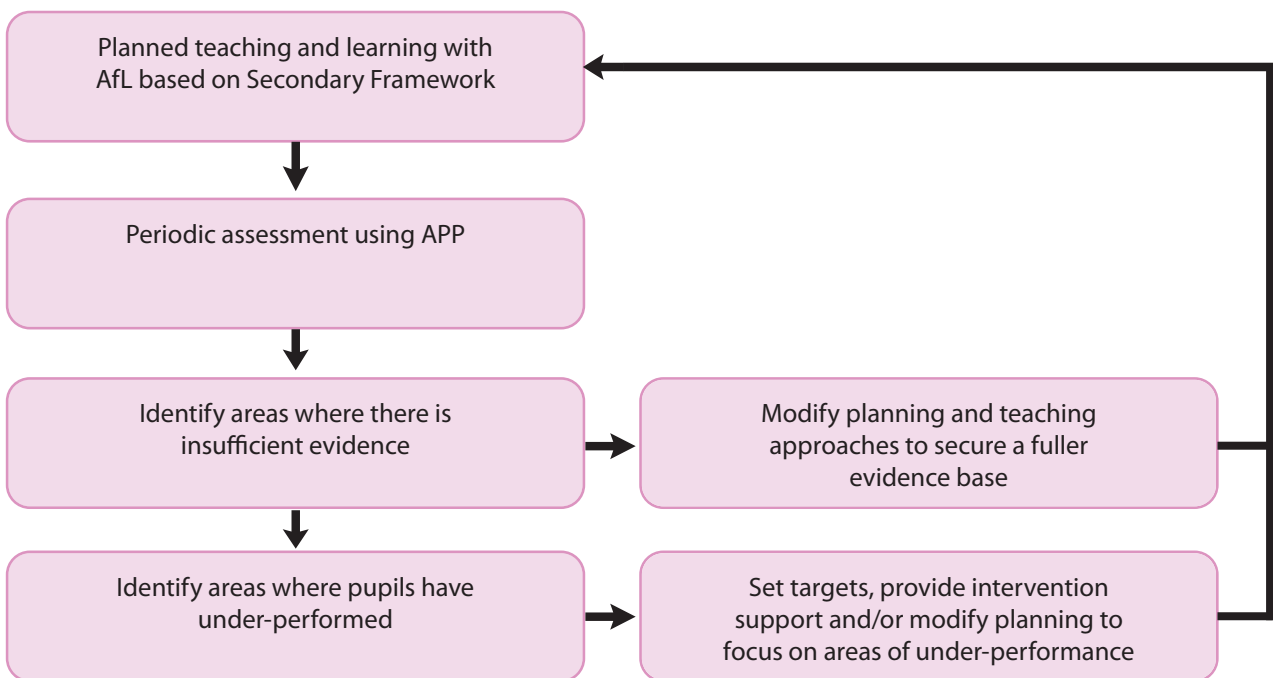 Planned teaching and learning with
AfL based on Secondary Framework
Periodic assessment using APP
Identify areas where there is
insufficient evidence
Modify planning and teaching
approaches to secure a fuller
evidence base
Identify areas where pupils have
under-performed
Set targets, provide intervention
support and/or modify planning to
focus on areas of under-performance